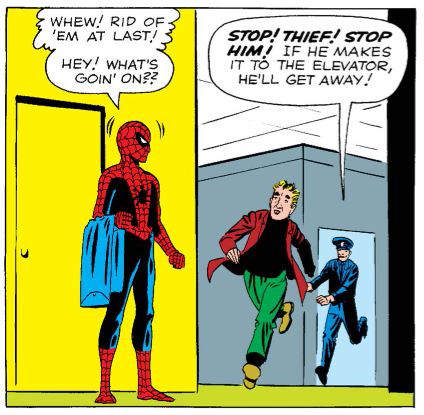 WHEW! RID OF
'EM AT LAST!
HEY! WHAT'S
GOIN' ON??
STOP! THIEF! STOP
HIM! IF HE MAKES
IT TO THE ELEVATOR,
HE'LL GET AWAY!